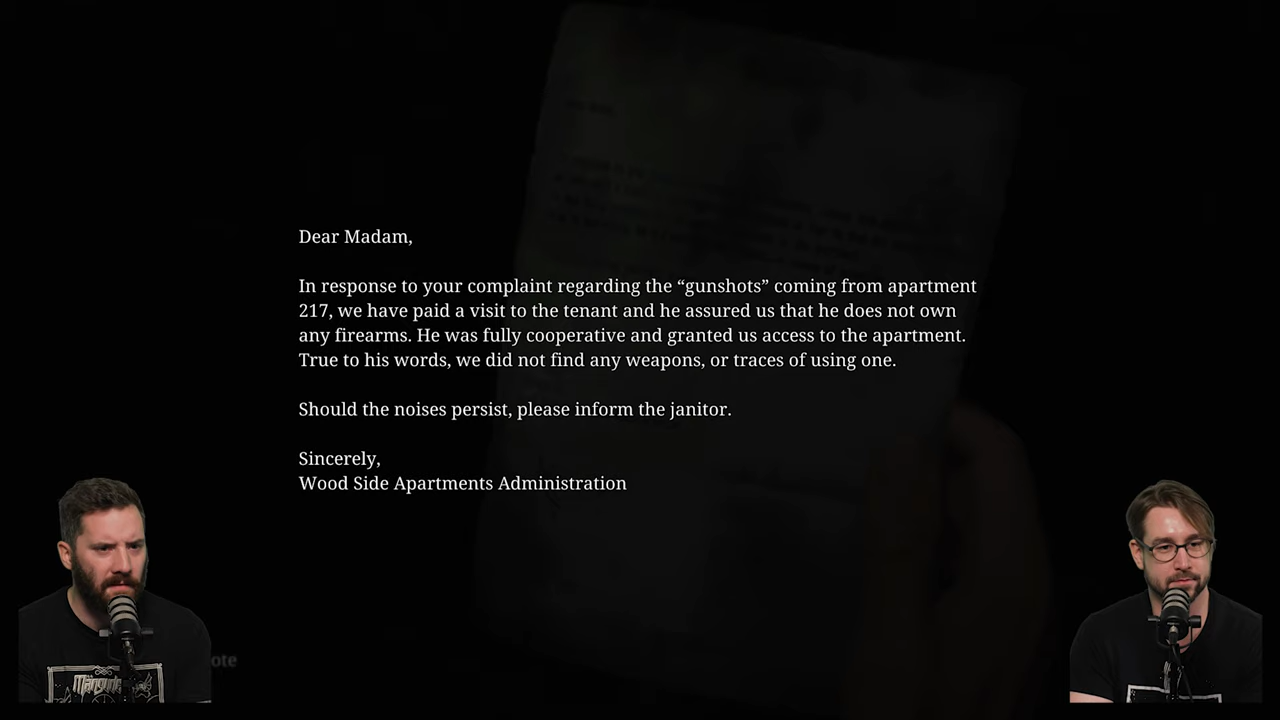 Dear Madam,
In response to your complaint regarding the “gunshots” coming from apartment
217, we have paid a visit to the tenant and he assured us that he does not own
any firearms. He was fully cooperative and granted us access to the apartment.
True to his words, we did not find any weapons, or traces of using one.
Should the noises persist, please inform the janitor.
Sincerely,
Wood Side Apartments Administration
ote